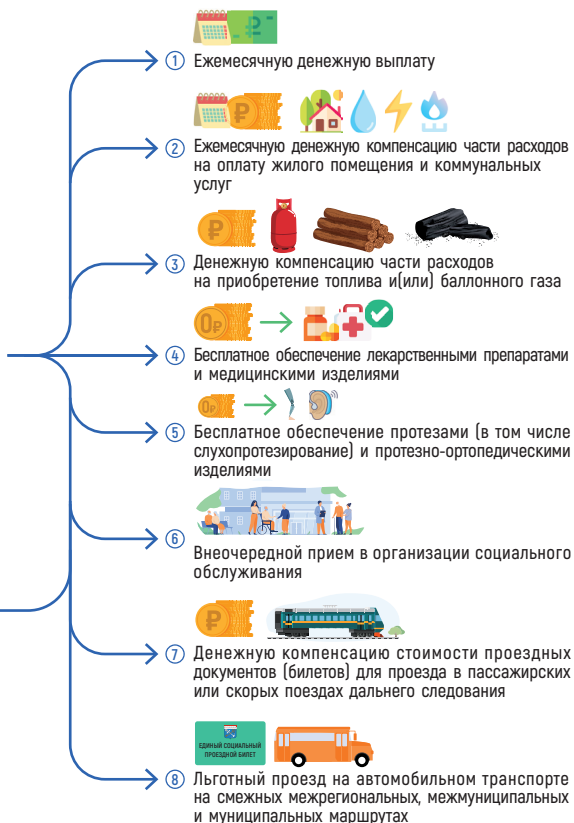 ① Ежемесячную денежную выплату
② Ежемесячную денежную компенсацию части расходов
на оплату жилого помещения и коммунальных
услуг
③ Денежную компенсацию части расходов
на приобретение топлива и(или) баллонного газа
0₽
④ Бесплатное обеспечение лекарственными препаратами
и медицинскими изделиями
0₽
⑤ Бесплатное обеспечение протезами (в том числе
слухопротезирование) и протезно-ортопедическими
изделиями
⑥
Внеочередной прием в организации социального
обслуживания
₽
⑦ Денежную компенсацию стоимости проездных
документов (билетов) для проезда в пассажирских
или скорых поездах дальнего следования
ЕДИНЫЙ СОЦИАЛЬНЫЙ
ПРОЕЗДНОЙ БИЛЕТ
⑧ Льготный проезд на автомобильном транспорте
на смежных межрегиональных, межмуниципальных
и муниципальных маршрутах